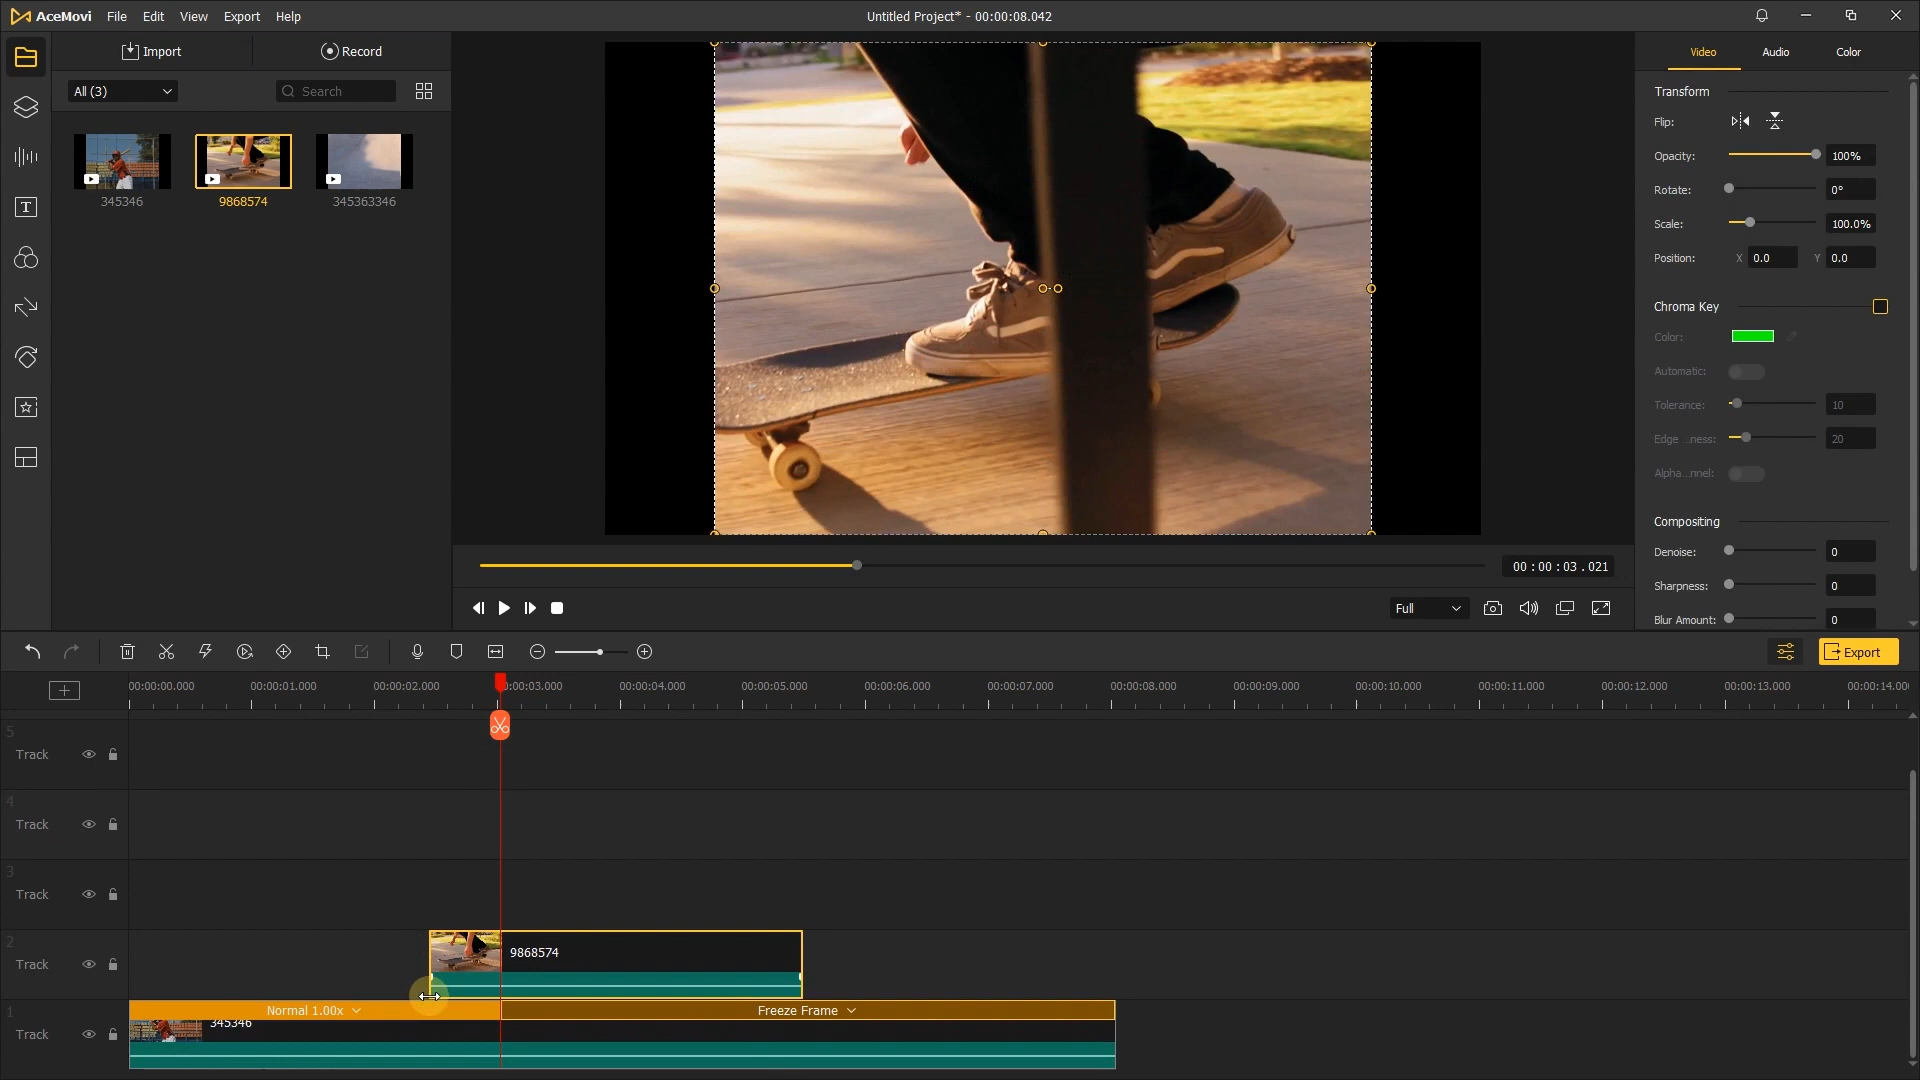 AceMovi File Edit View Export Help Untitled Project* - 00:00:08.042
Import Record Video Audio Color
All (3) Search
Transform
Flip:
Opacity: 100%
Rotate: 0°
345346 9868574 345363346
Scale: 100.0%
Position: X 0.0 Y 0.0
Chroma Key
Color:
Automatic:
Tolerance: 10
Edge ...ness: 20
Alpha...nnel:
Compositing
Denoise: 0
00 : 00 : 03 . 021
Sharpness: 0
Full
Blur Amount: 0
Export
00:00:00.000 00:00:01.000 00:00:02.000 00:00:03.000 00:00:04.000 00:00:05.000 00:00:06.000 00:00:07.000 00:00:08.000 00:00:09.000 00:00:10.000 00:00:11.000 00:00:12.000 00:00:13.000 00:00:14.00
5
Track
4
Track
3
Track
2
9868574
Track
1
Normal 1.00x Freeze Frame
345346
Track